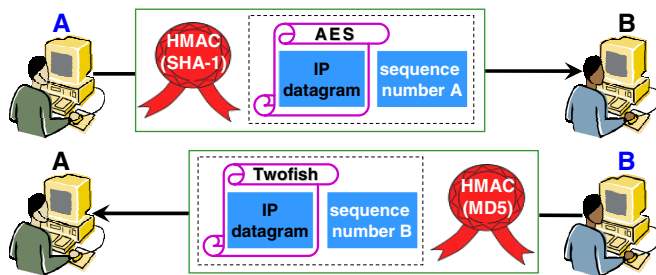 A
B
HMAC
(SHA-1)
AES
IP
datagram
sequence
number A
A
B
Twofish
IP
datagram
sequence
number B
HMAC
(MD5)